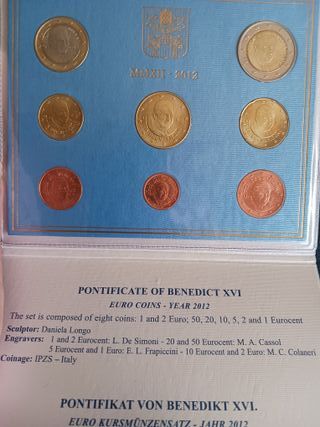 MMXII - 2012
PONTIFICATE OF BENEDICT XVI
EURO COINS - YEAR 2012
The set is composed of eight coins: 1 and 2 Euro; 50, 20, 10, 5, 2 and 1 Eurocent
Sculptor: Daniela Longo
Engravers: 1 and 2 Eurocent: L. De Simoni - 20 and 50 Eurocent: M. A. Cassol
5 Eurocent and 1 Euro: E. L. Frapiccini - 10 Eurocent and 2 Euro: M. C. Colaneri
Coinage: IPZS – Italy
PONTIFIKAT VON BENEDIKT XVI.
EURO KURSMÜNZENSATZ - JAHR 2012